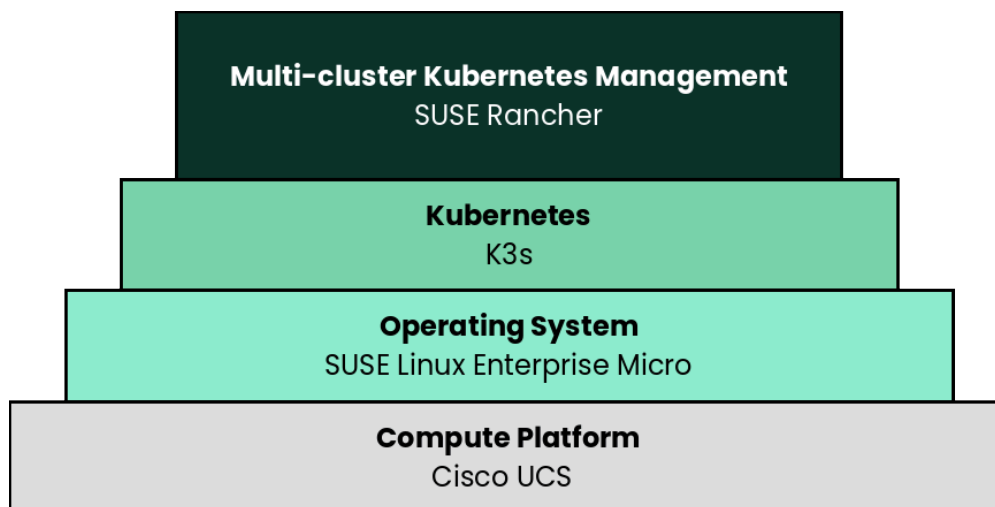 Multi-cluster Kubernetes Management
SUSE Rancher
Kubernetes
K3s
Operating System
SUSE Linux Enterprise Micro
Compute Platform
Cisco UCS